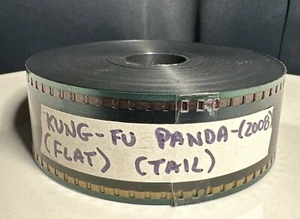 KUNG-FU PANDA-(2008)
(FLAT) (TAIL)